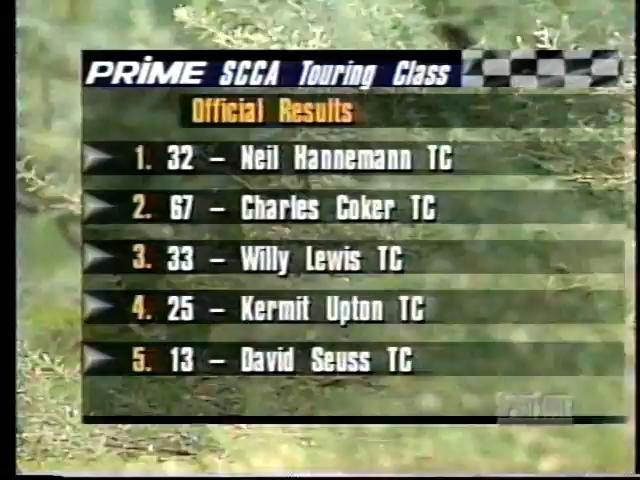 PRiME SCCA Touring Class
Official Results
1. 32 – Neil Hannemann TC
2. 67 – Charles Coker TC
3. 33 – Willy Lewis TC
4. 25 – Kermit Upton TC
5. 13 – David Seuss TC